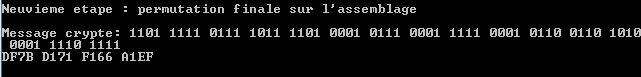 Neuvieme etape : permutation finale sur l'assemblage
Message crypte: 1101 1111 0111 1011 1101 0001 0111 0001 1111 0001 0110 0110 1010
0001 1110 1111
DF7B D171 F166 A1EF